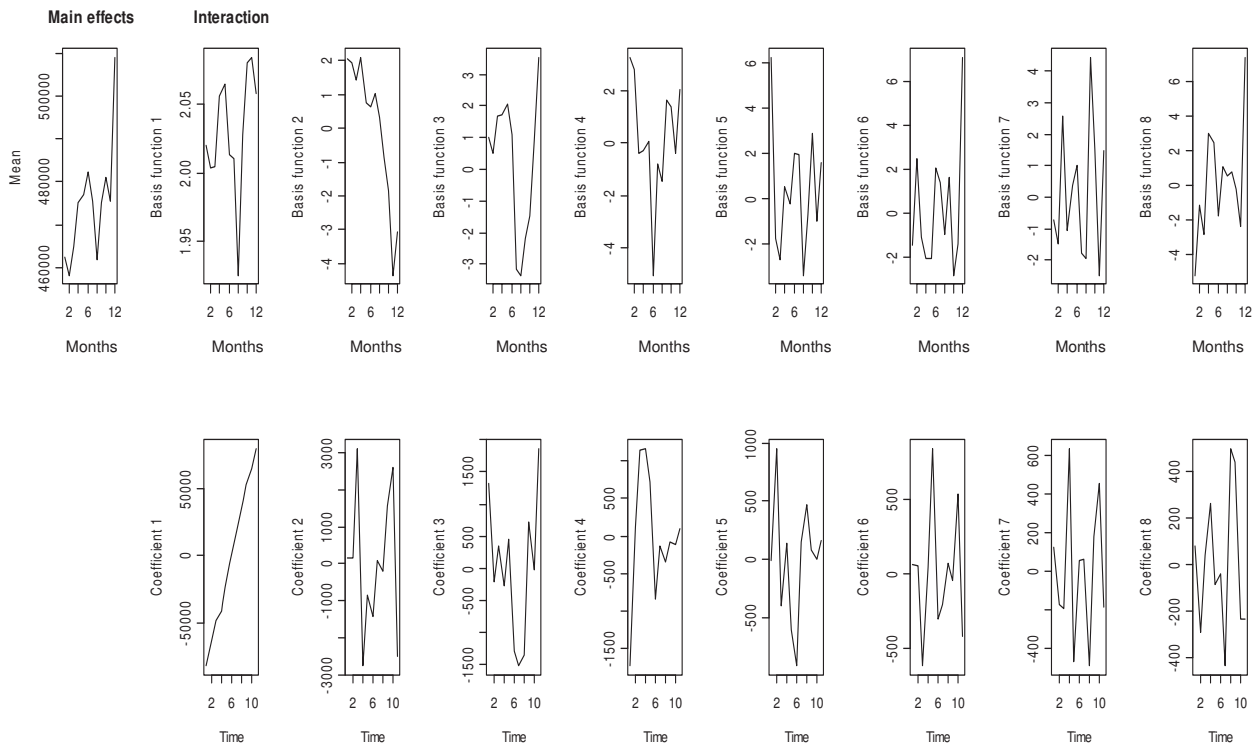 Main effects
Interaction
Mean
460000 480000 500000
2 6 12
Months
Basis function 1
1.95 2.00 2.05
2 6 12
Months
Basis function 2
-4 -3 -2 -1 0 1 2
2 6 12
Months
Basis function 3
-3 -2 -1 0 1 2 3
2 6 12
Months
Basis function 4
-4 -2 0 2
2 6 12
Months
Basis function 5
-2 0 2 4 6
2 6 12
Months
Basis function 6
-2 0 2 4 6
2 6 12
Months
Basis function 7
-2 -1 0 1 2 3 4
2 6 12
Months
Basis function 8
-4 -2 0 2 4 6
2 6 12
Months
Coefficient 1
-50000 0 50000
2 6 10
Time
Coefficient 2
-3000 -1000 0 1000 3000
2 6 10
Time
Coefficient 3
-1500 -500 0 500 1500
2 6 10
Time
Coefficient 4
-1500 -500 0 500
2 6 10
Time
Coefficient 5
-500 0 500 1000
2 6 10
Time
Coefficient 6
-500 0 500
2 6 10
Time
Coefficient 7
-400 0 200 400 600
2 6 10
Time
Coefficient 8
-400 -200 0 200 400
2 6 10
Time